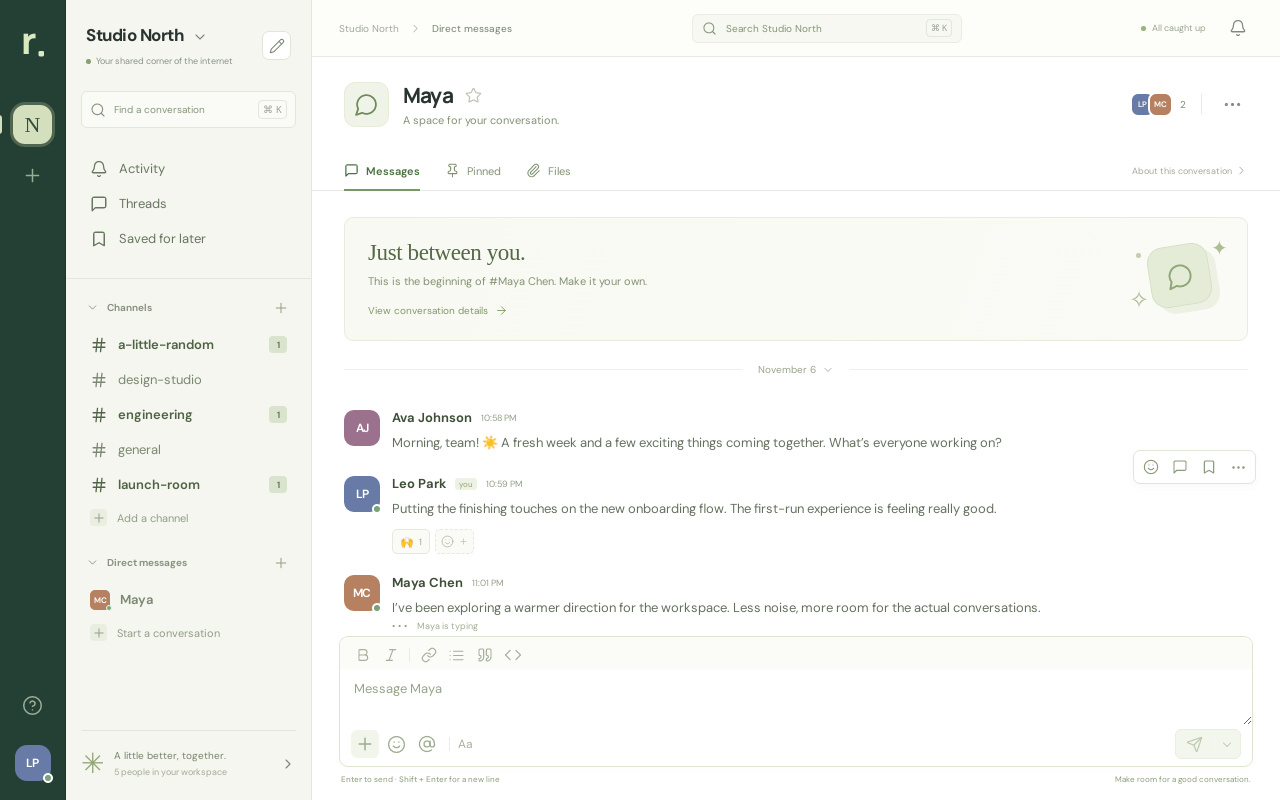 r.
N
LP
Studio North
Your shared corner of the internet
Find a conversation ⌘ K
Activity
Threads
Saved for later
Channels
a-little-random 1
design-studio
engineering 1
general
launch-room 1
Add a channel
Direct messages
MC Maya
Start a conversation
A little better, together.
5 people in your workspace
Studio North Direct messages
Search Studio North ⌘ K
All caught up
Maya
A space for your conversation.
LP MC 2
Messages Pinned Files
About this conversation
Just between you.
This is the beginning of #Maya Chen. Make it your own.
View conversation details
November 6
AJ Ava Johnson 10:58 PM
Morning, team! ☀️ A fresh week and a few exciting things coming together. What's everyone working on?
LP Leo Park you 10:59 PM
Putting the finishing touches on the new onboarding flow. The first-run experience is feeling really good.
🙌 1 +
MC Maya Chen 11:01 PM
I've been exploring a warmer direction for the workspace. Less noise, more room for the actual conversations.
Maya is typing
B I
Message Maya
@ Aa
Enter to send · Shift + Enter for a new line
Make room for a good conversation.